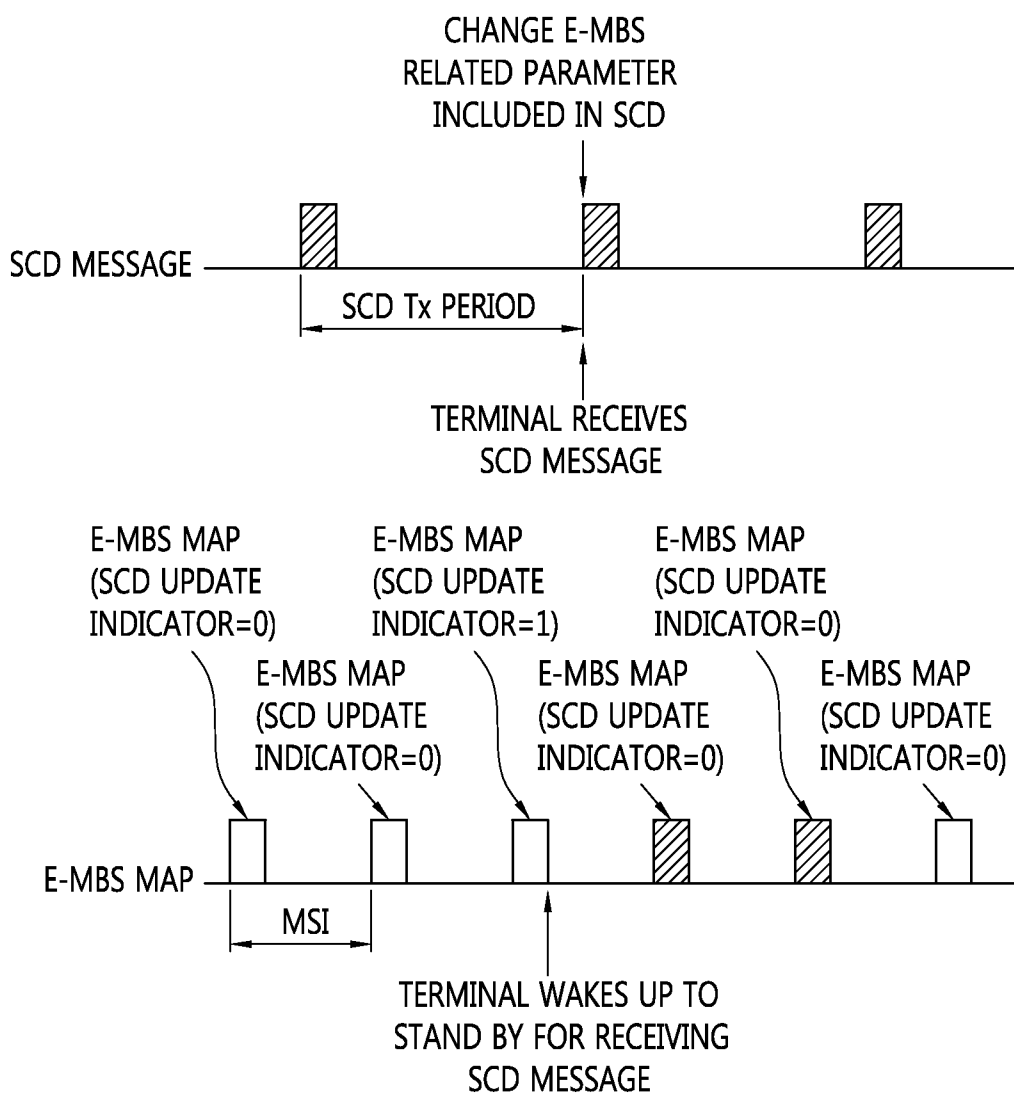 CHANGE E-MBS
RELATED PARAMETER
INCLUDED IN SCD
SCD MESSAGE
SCD Tx PERIOD
TERMINAL RECEIVES
SCD MESSAGE
E-MBS MAP
(SCD UPDATE
INDICATOR=0)
E-MBS MAP
(SCD UPDATE
INDICATOR=1)
E-MBS MAP
(SCD UPDATE
INDICATOR=0)
E-MBS MAP
(SCD UPDATE
INDICATOR=0)
E-MBS MAP
(SCD UPDATE
INDICATOR=0)
E-MBS MAP
(SCD UPDATE
INDICATOR=0)
E-MBS MAP
MSI
TERMINAL WAKES UP TO
STAND BY FOR RECEIVING
SCD MESSAGE